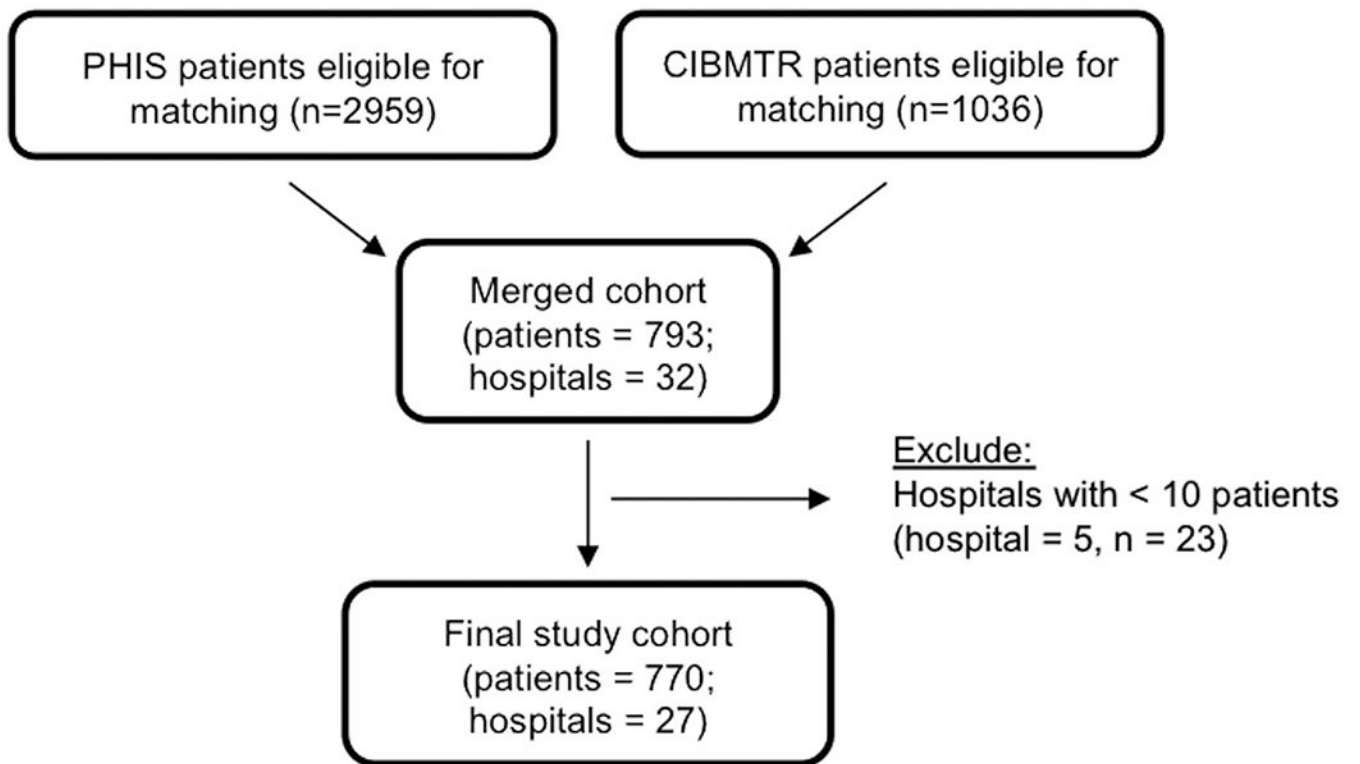 PHIS patients eligible for
matching (n=2959)
CIBMTR patients eligible for
matching (n=1036)
Merged cohort
(patients = 793;
hospitals = 32)
Exclude:
Hospitals with < 10 patients
(hospital = 5, n = 23)
Final study cohort
(patients = 770;
hospitals = 27)